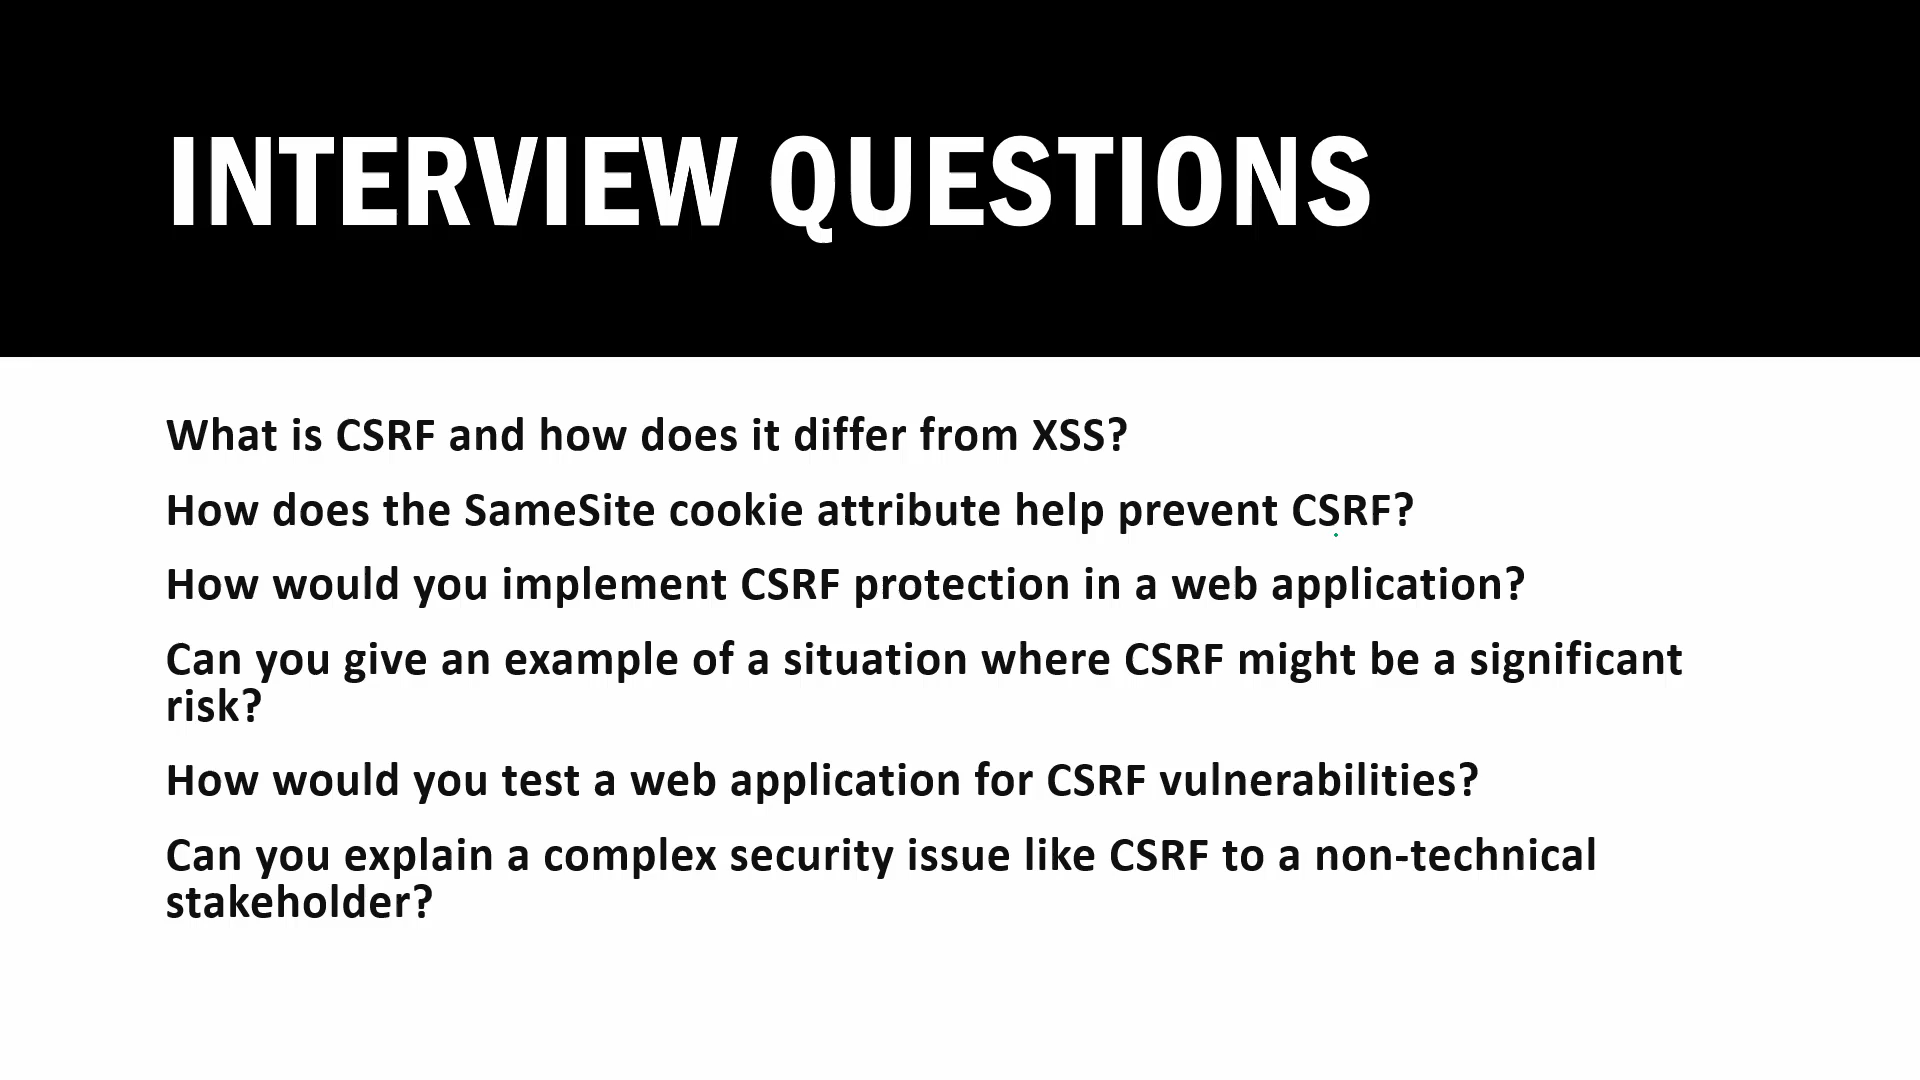 INTERVIEW QUESTIONS
What is CSRF and how does it differ from XSS?
How does the SameSite cookie attribute help prevent CSRF?
How would you implement CSRF protection in a web application?
Can you give an example of a situation where CSRF might be a significant
risk?
How would you test a web application for CSRF vulnerabilities?
Can you explain a complex security issue like CSRF to a non-technical
stakeholder?